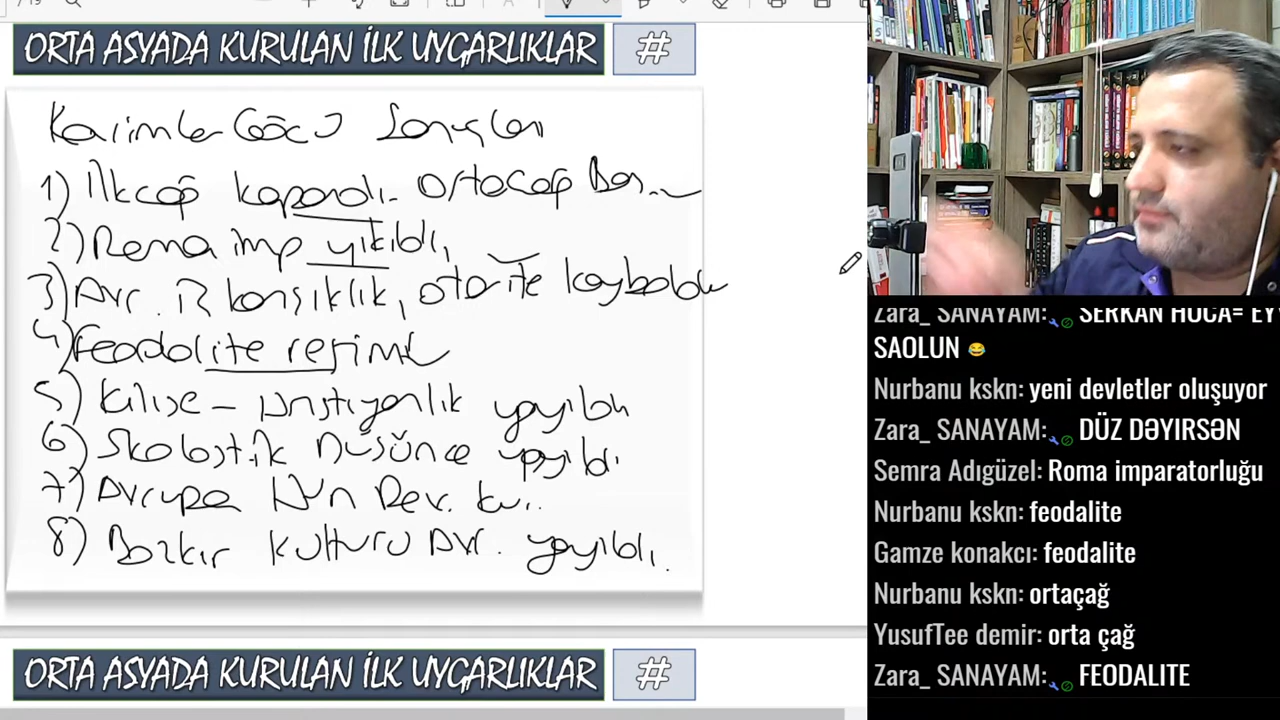 ORTA ASYADA KURULAN İLK UYGARLIKLAR #
Kavimler Göçü Sonuçları
1) İlkçağ kapandı. Ortaçağ Baş...
2) Roma imp yıkıldı,
3) Avr. karışıklık, otorite kayboldu
4) Feodalite rejimi
5) Kilise - Hristiyanlık yayıldı
6) Skolastik Düşünce yayıldı
7) Avrupa Hun Dev. kur.
8) Bozkır kültürü Avr. yayıldı.
ORTA ASYADA KURULAN İLK UYGARLIKLAR #
Zara_ SANAYAM: SERKAN HOCA= EY
SAOLUN 😂
Nurbanu kskn: yeni devletler oluşuyor
Zara_ SANAYAM: DÜZ DƏYIRSƏN
Semra Adıgüzel: Roma imparatorluğu
Nurbanu kskn: feodalite
Gamze konakcı: feodalite
Nurbanu kskn: ortaçağ
YusufTee demir: orta çağ
Zara_ SANAYAM: FEODALITE